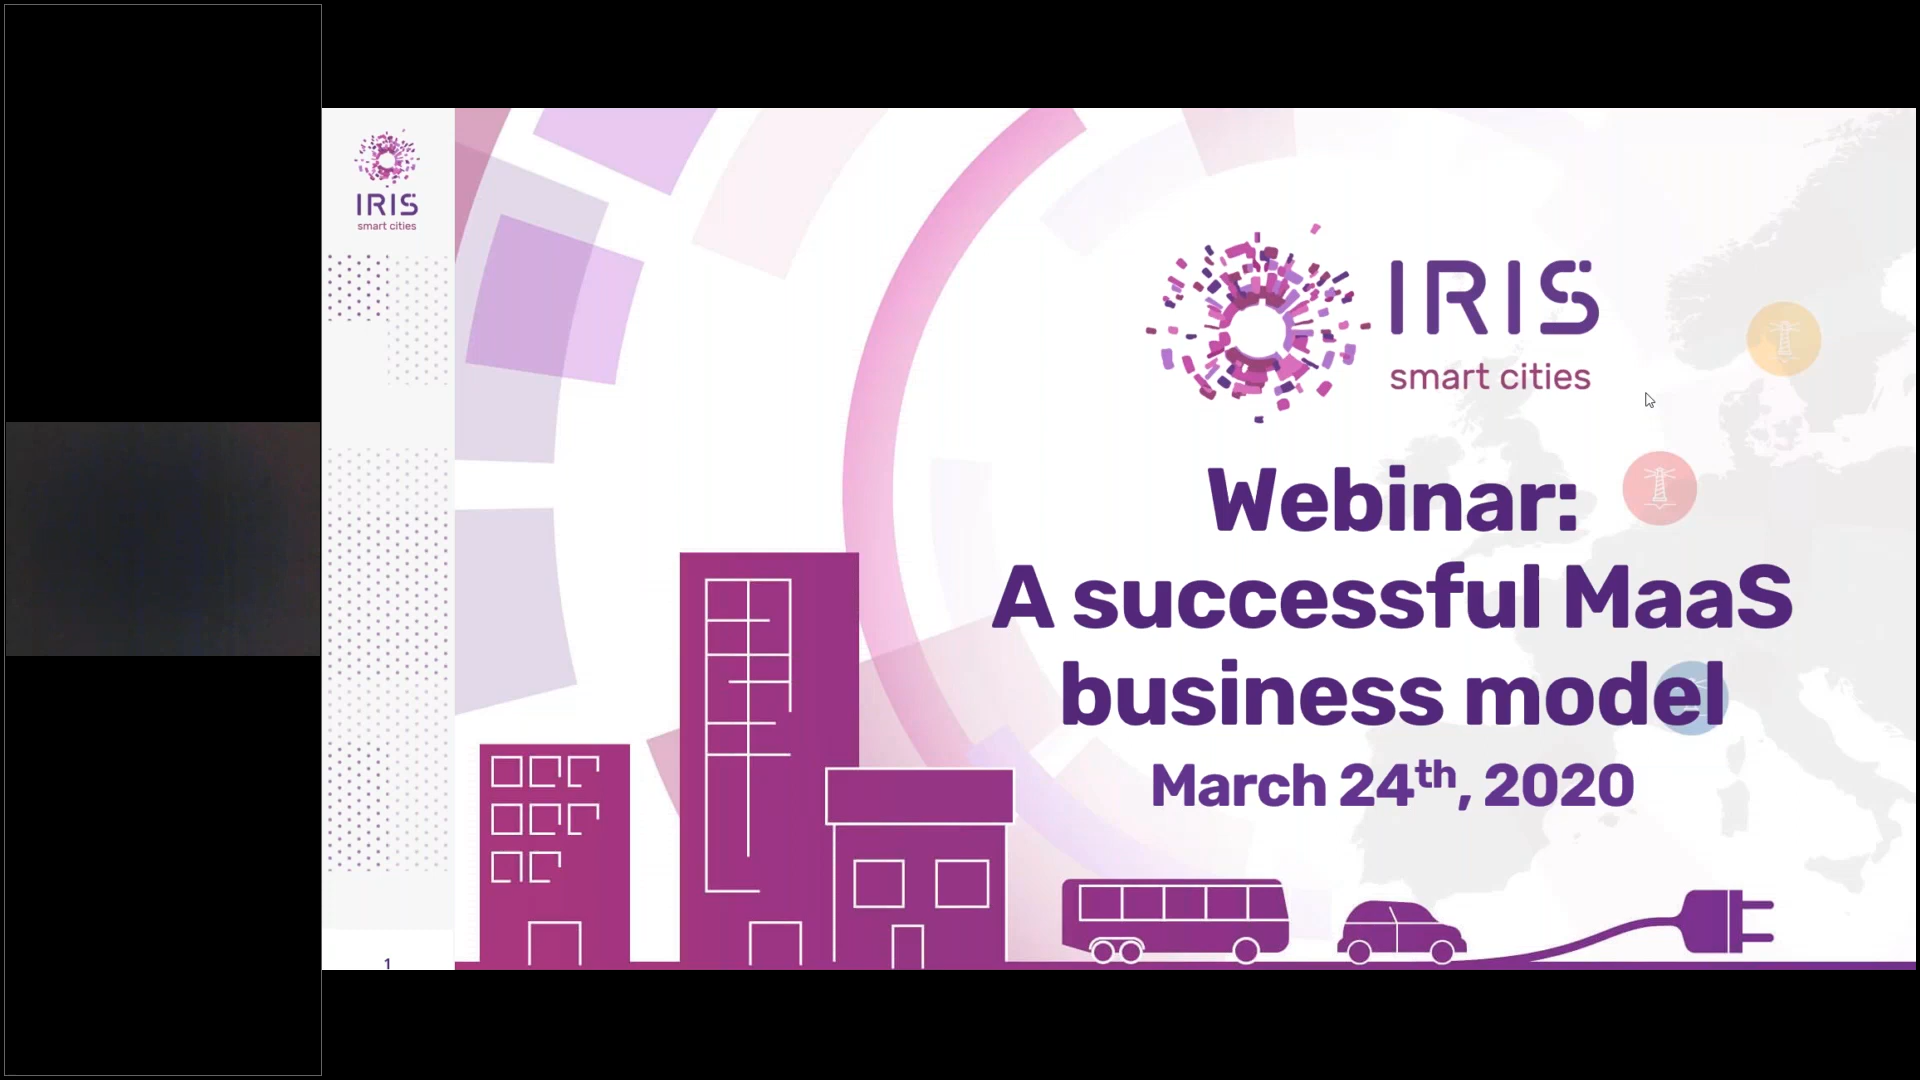 IRIS
smart cities
1
IRIS
smart cities
Webinar:
A successful MaaS
business model
March 24th, 2020